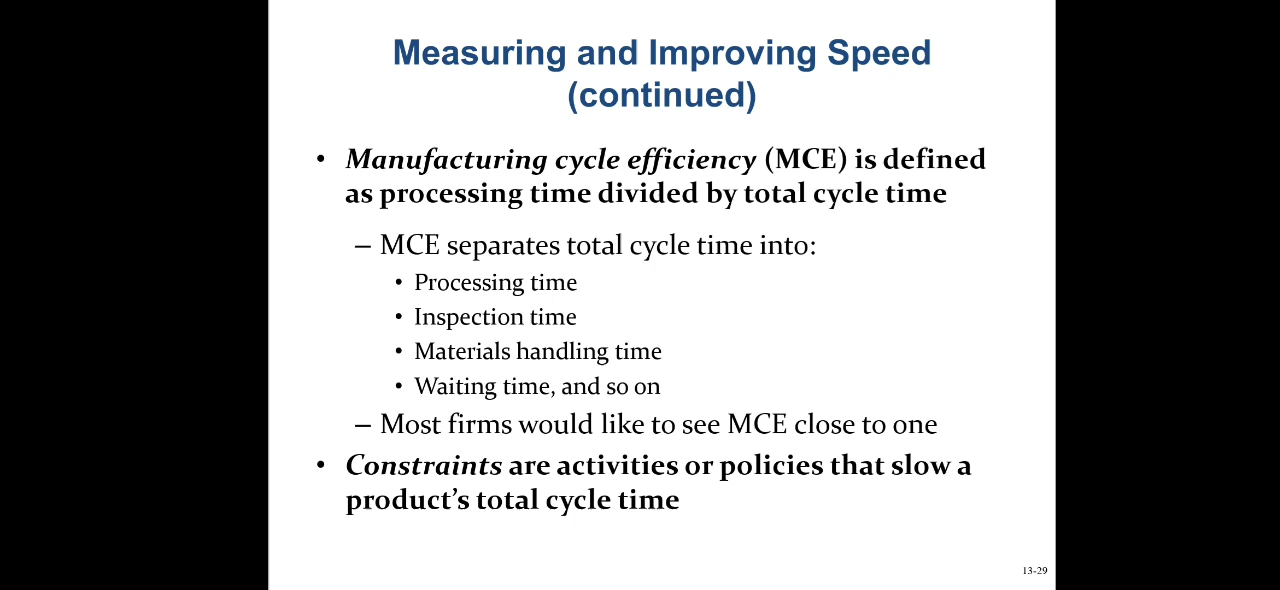 Measuring and Improving Speed
(continued)
• Manufacturing cycle efficiency (MCE) is defined
as processing time divided by total cycle time
– MCE separates total cycle time into:
• Processing time
• Inspection time
• Materials handling time
• Waiting time, and so on
– Most firms would like to see MCE close to one
• Constraints are activities or policies that slow a
product’s total cycle time
13-29